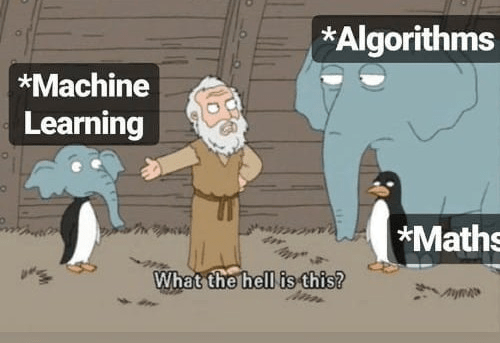 *Algorithms
*Machine
Learning
*Maths
What the hell is this?